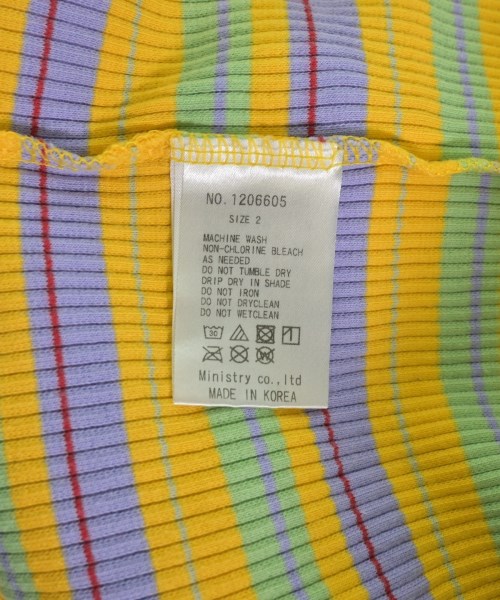 NO. 1206605
SIZE 2
MACHINE WASH
NON-CHLORINE BLEACH
AS NEEDED
DO NOT TUMBLE DRY
DRIP DRY IN SHADE
DO NOT IRON
DO NOT DRYCLEAN
DO NOT WETCLEAN
30
Ministry co.,ltd
MADE IN KOREA